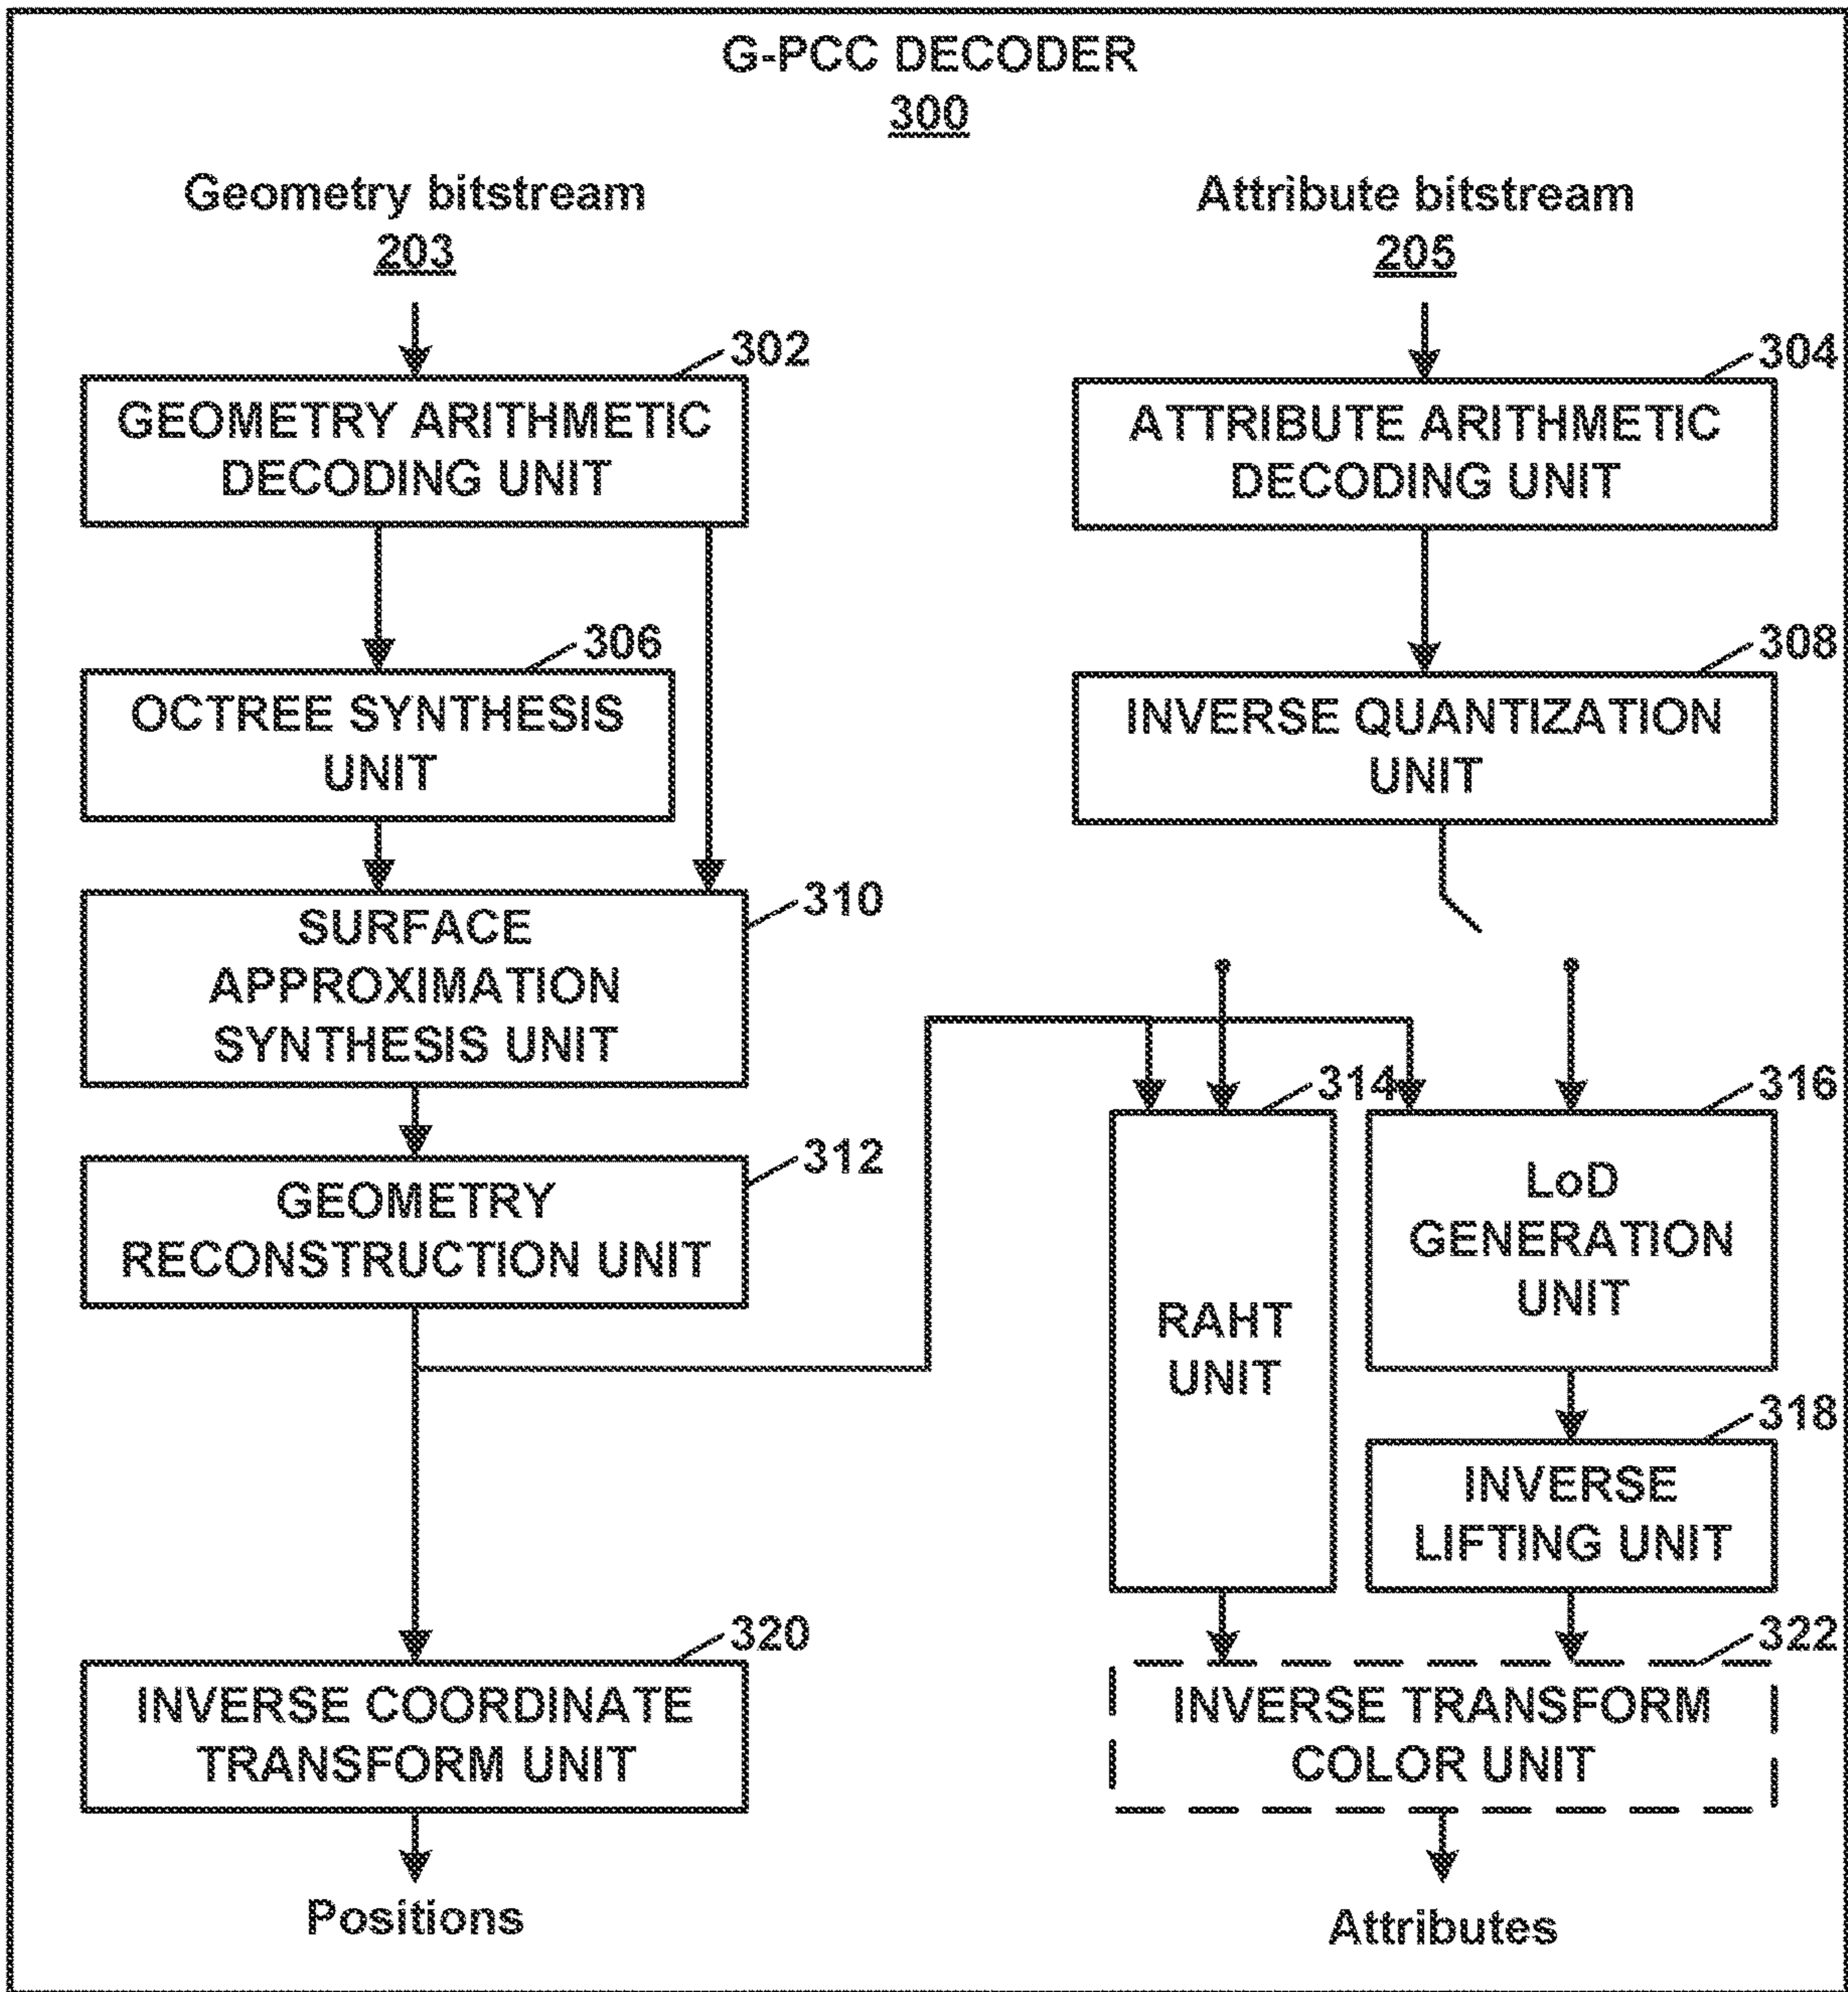 G-PCC DECODER
300
Geometry bitstream
203
Attribute bitstream
205
302
GEOMETRY ARITHMETIC
DECODING UNIT
304
ATTRIBUTE ARITHMETIC
DECODING UNIT
306
OCTREE SYNTHESIS
UNIT
308
INVERSE QUANTIZATION
UNIT
310
SURFACE
APPROXIMATION
SYNTHESIS UNIT
312
GEOMETRY
RECONSTRUCTION UNIT
314
RAHT
UNIT
316
LoD
GENERATION
UNIT
318
INVERSE
LIFTING UNIT
320
INVERSE COORDINATE
TRANSFORM UNIT
322
INVERSE TRANSFORM
COLOR UNIT
Positions
Attributes